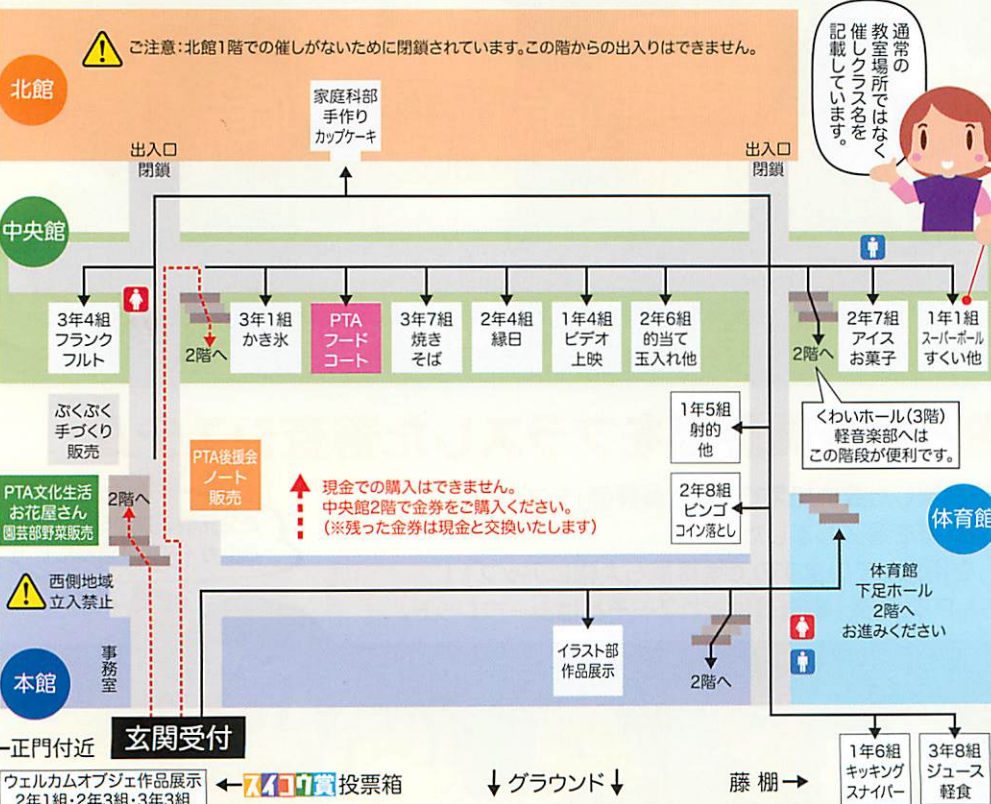 ご注意：北館1階での催しがないために閉鎖されています。この階からの出入りはできません。
通常の
教室場所ではなく
催しクラス名を
記載しています。
北館
家庭科部
手作り
カップケーキ
出入口
閉鎖
出入口
閉鎖
中央館
3年4組
フランク
フルト
2階へ
3年1組
かき氷
PTA
フード
コート
3年7組
焼き
そば
2年4組
縁日
1年4組
ビデオ
上映
2年6組
的当て
玉入れ他
2階へ
2年7組
アイス
お菓子
1年1組
スーパーボール
すくい他
くわいホール(3階)
軽音楽部へは
この階段が便利です。
ぷくぷく
手づくり
販売
PTA後援会
ノート
販売
1年5組
射的
他
PTA文化生活
お花屋さん
園芸部野菜販売
2階へ
現金での購入はできません。
中央館2階で金券をご購入ください。
(※残った金券は現金と交換いたします)
2年8組
ビンゴ
コイン落とし
体育館
体育館
下足ホール
2階へ
お進みください
西側地域
立入禁止
本館
事務室
イラスト部
作品展示
2階へ
玄関受付
正門付近
ウェルカムオブジェ作品展示
2年1組・2年3組・3年3組
←スイコウ賞投票箱
↓グラウンド↓
藤棚→
1年6組
キッキング
スナイパー
3年8組
ジュース
軽食